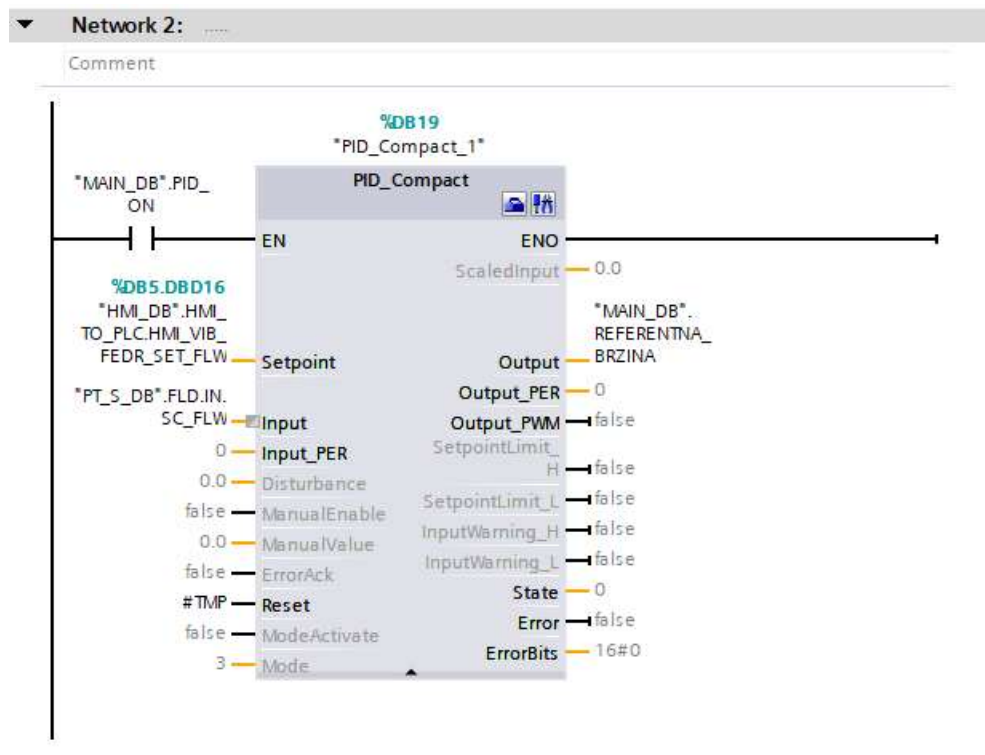 Network 2: .....
Comment
%DB19
"PID_Compact_1"
PID_Compact
"MAIN_DB".PID_
ON
EN
ENO
ScaledInput
0.0
%DB5.DBD16
"HMI_DB".HMI_
TO_PLC.HMI_VIB_
FEDR_SET_FLW
Setpoint
"MAIN_DB".
REFERENTNA_
BRZINA
Output
Output_PER
0
"PT_S_DB".FLD.IN.
SC_FLW
Input
Output_PWM
false
0
Input_PER
SetpointLimit_
H
false
0.0
Disturbance
SetpointLimit_L
false
false
ManualEnable
InputWarning_H
false
0.0
ManualValue
InputWarning_L
false
false
ErrorAck
State
0
#TMP
Reset
Error
false
false
ModeActivate
ErrorBits
16#0
3
Mode